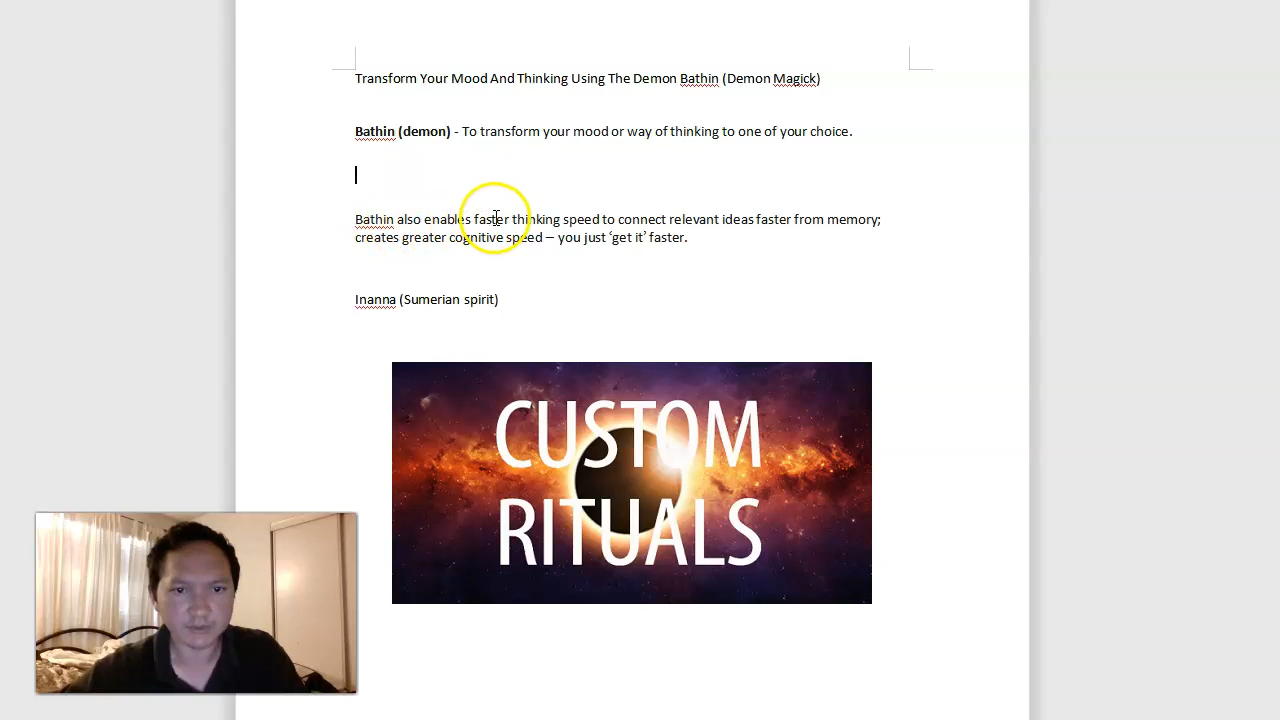 Transform Your Mood And Thinking Using The Demon Bathin (Demon Magick)
Bathin (demon) - To transform your mood or way of thinking to one of your choice.
Bathin also enables faster thinking speed to connect relevant ideas faster from memory;
creates greater cognitive speed – you just ‘get it’ faster.
Inanna (Sumerian spirit)
CUSTOM
RITUALS